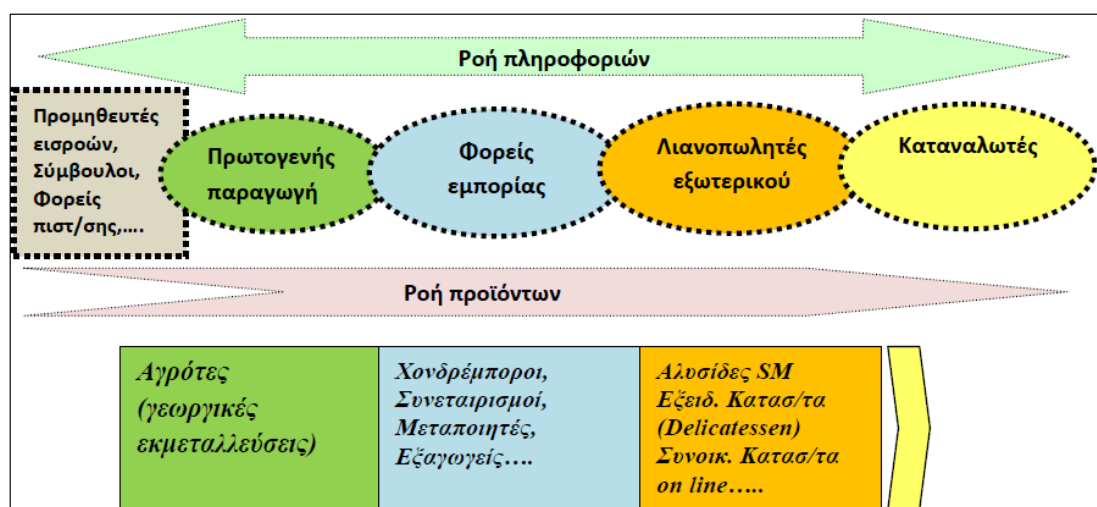 Ροή πληροφοριών
Προμηθευτές
εισροών,
Σύμβουλοι,
Φορείς
πιστ/σης,….
Πρωτογενής
παραγωγή
Φορείς
εμπορίας
Λιανοπωλητές
εξωτερικού
Καταναλωτές
Ροή προϊόντων
Αγρότες
(γεωργικές
εκμεταλλεύσεις)
Χονδρέμποροι,
Συνεταιρισμοί,
Μεταποιητές,
Εξαγωγείς….
Αλυσίδες SM
Εξειδ. Κατασ/τα
(Delicatessen)
Συνοικ. Κατασ/τα
on line…..